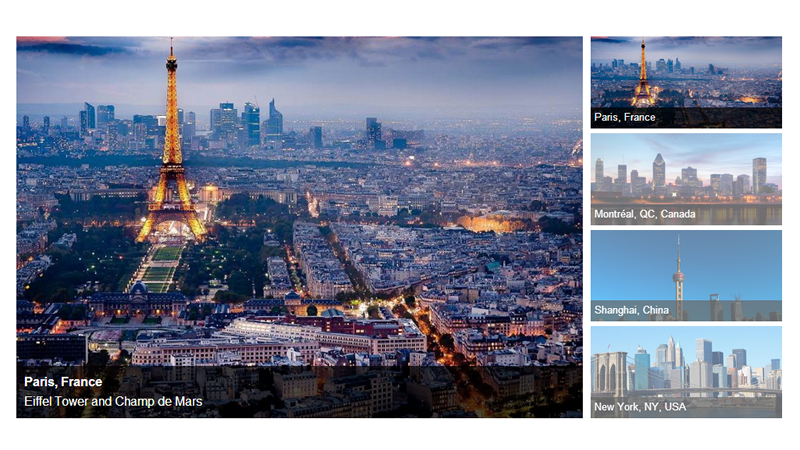 Paris, France
Eiffel Tower and Champ de Mars
Paris, France
Montréal, QC, Canada
Shanghai, China
New York, NY, USA